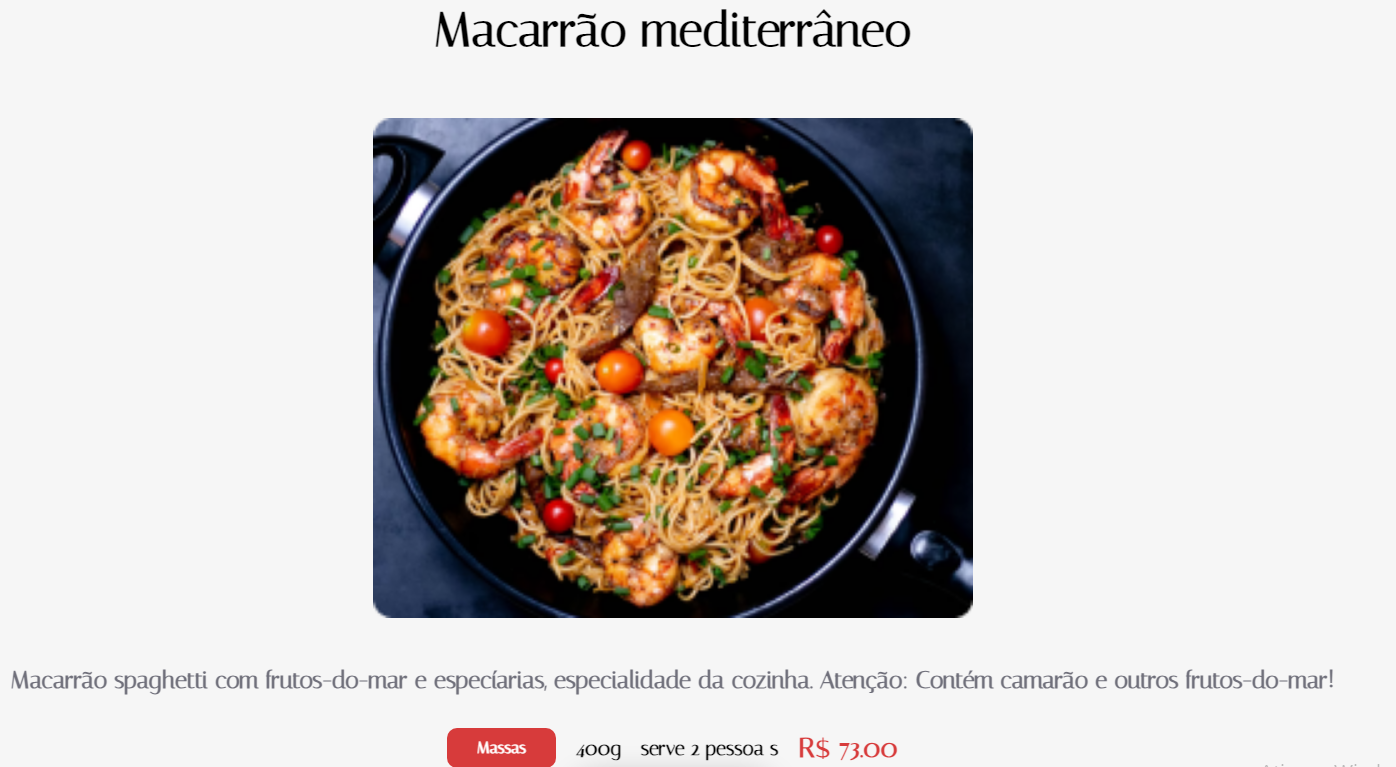 Macarrão mediterrâneo
Macarrão spaghetti com frutos-do-mar e especíarias, especialidade da cozinha. Atenção: Contém camarão e outros frutos-do-mar!
Massas 400g serve 2 pessoa s R$ 73.00